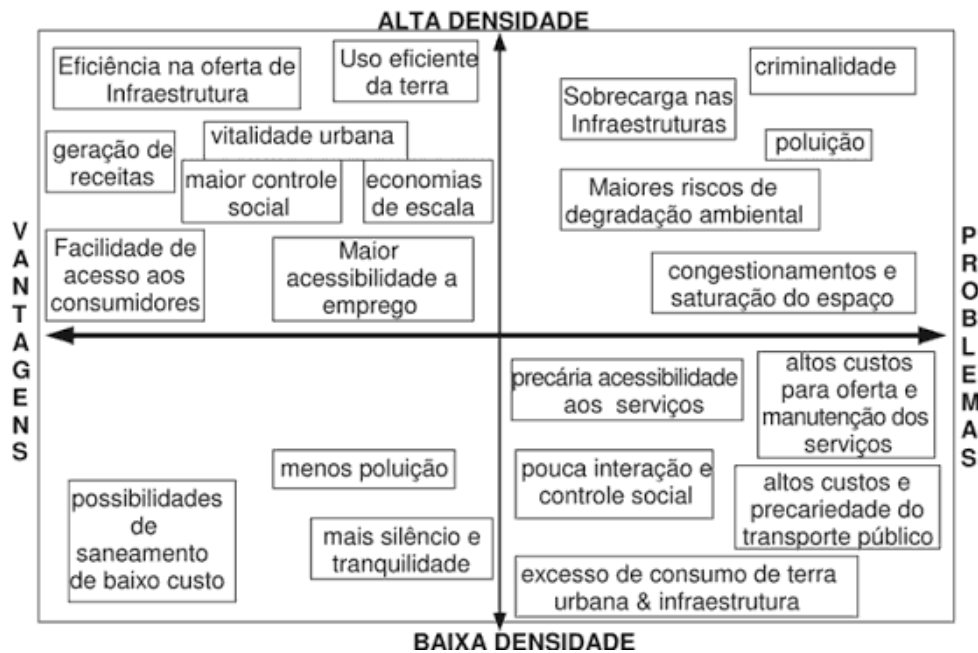 ALTA DENSIDADE
Eficiência na oferta de
Infraestrutura
Uso eficiente
da terra
geração de
receitas
vitalidade urbana
maior controle
social
economias
de escala
Facilidade de
acesso aos
consumidores
Maior
acessibilidade a
emprego
criminalidade
Sobrecarga nas
Infraestruturas
poluição
Maiores riscos de
degradação ambiental
congestionamentos e
saturação do espaço
VANTAGENS
PROBLEMAS
menos poluição
possibilidades
de
saneamento
de baixo custo
mais silêncio e
tranquilidade
precária acessibilidade
aos serviços
altos custos
para oferta e
manutenção dos
serviços
pouca interação e
controle social
altos custos e
precariedade do
transporte público
excesso de consumo de terra
urbana & infraestrutura
BAIXA DENSIDADE